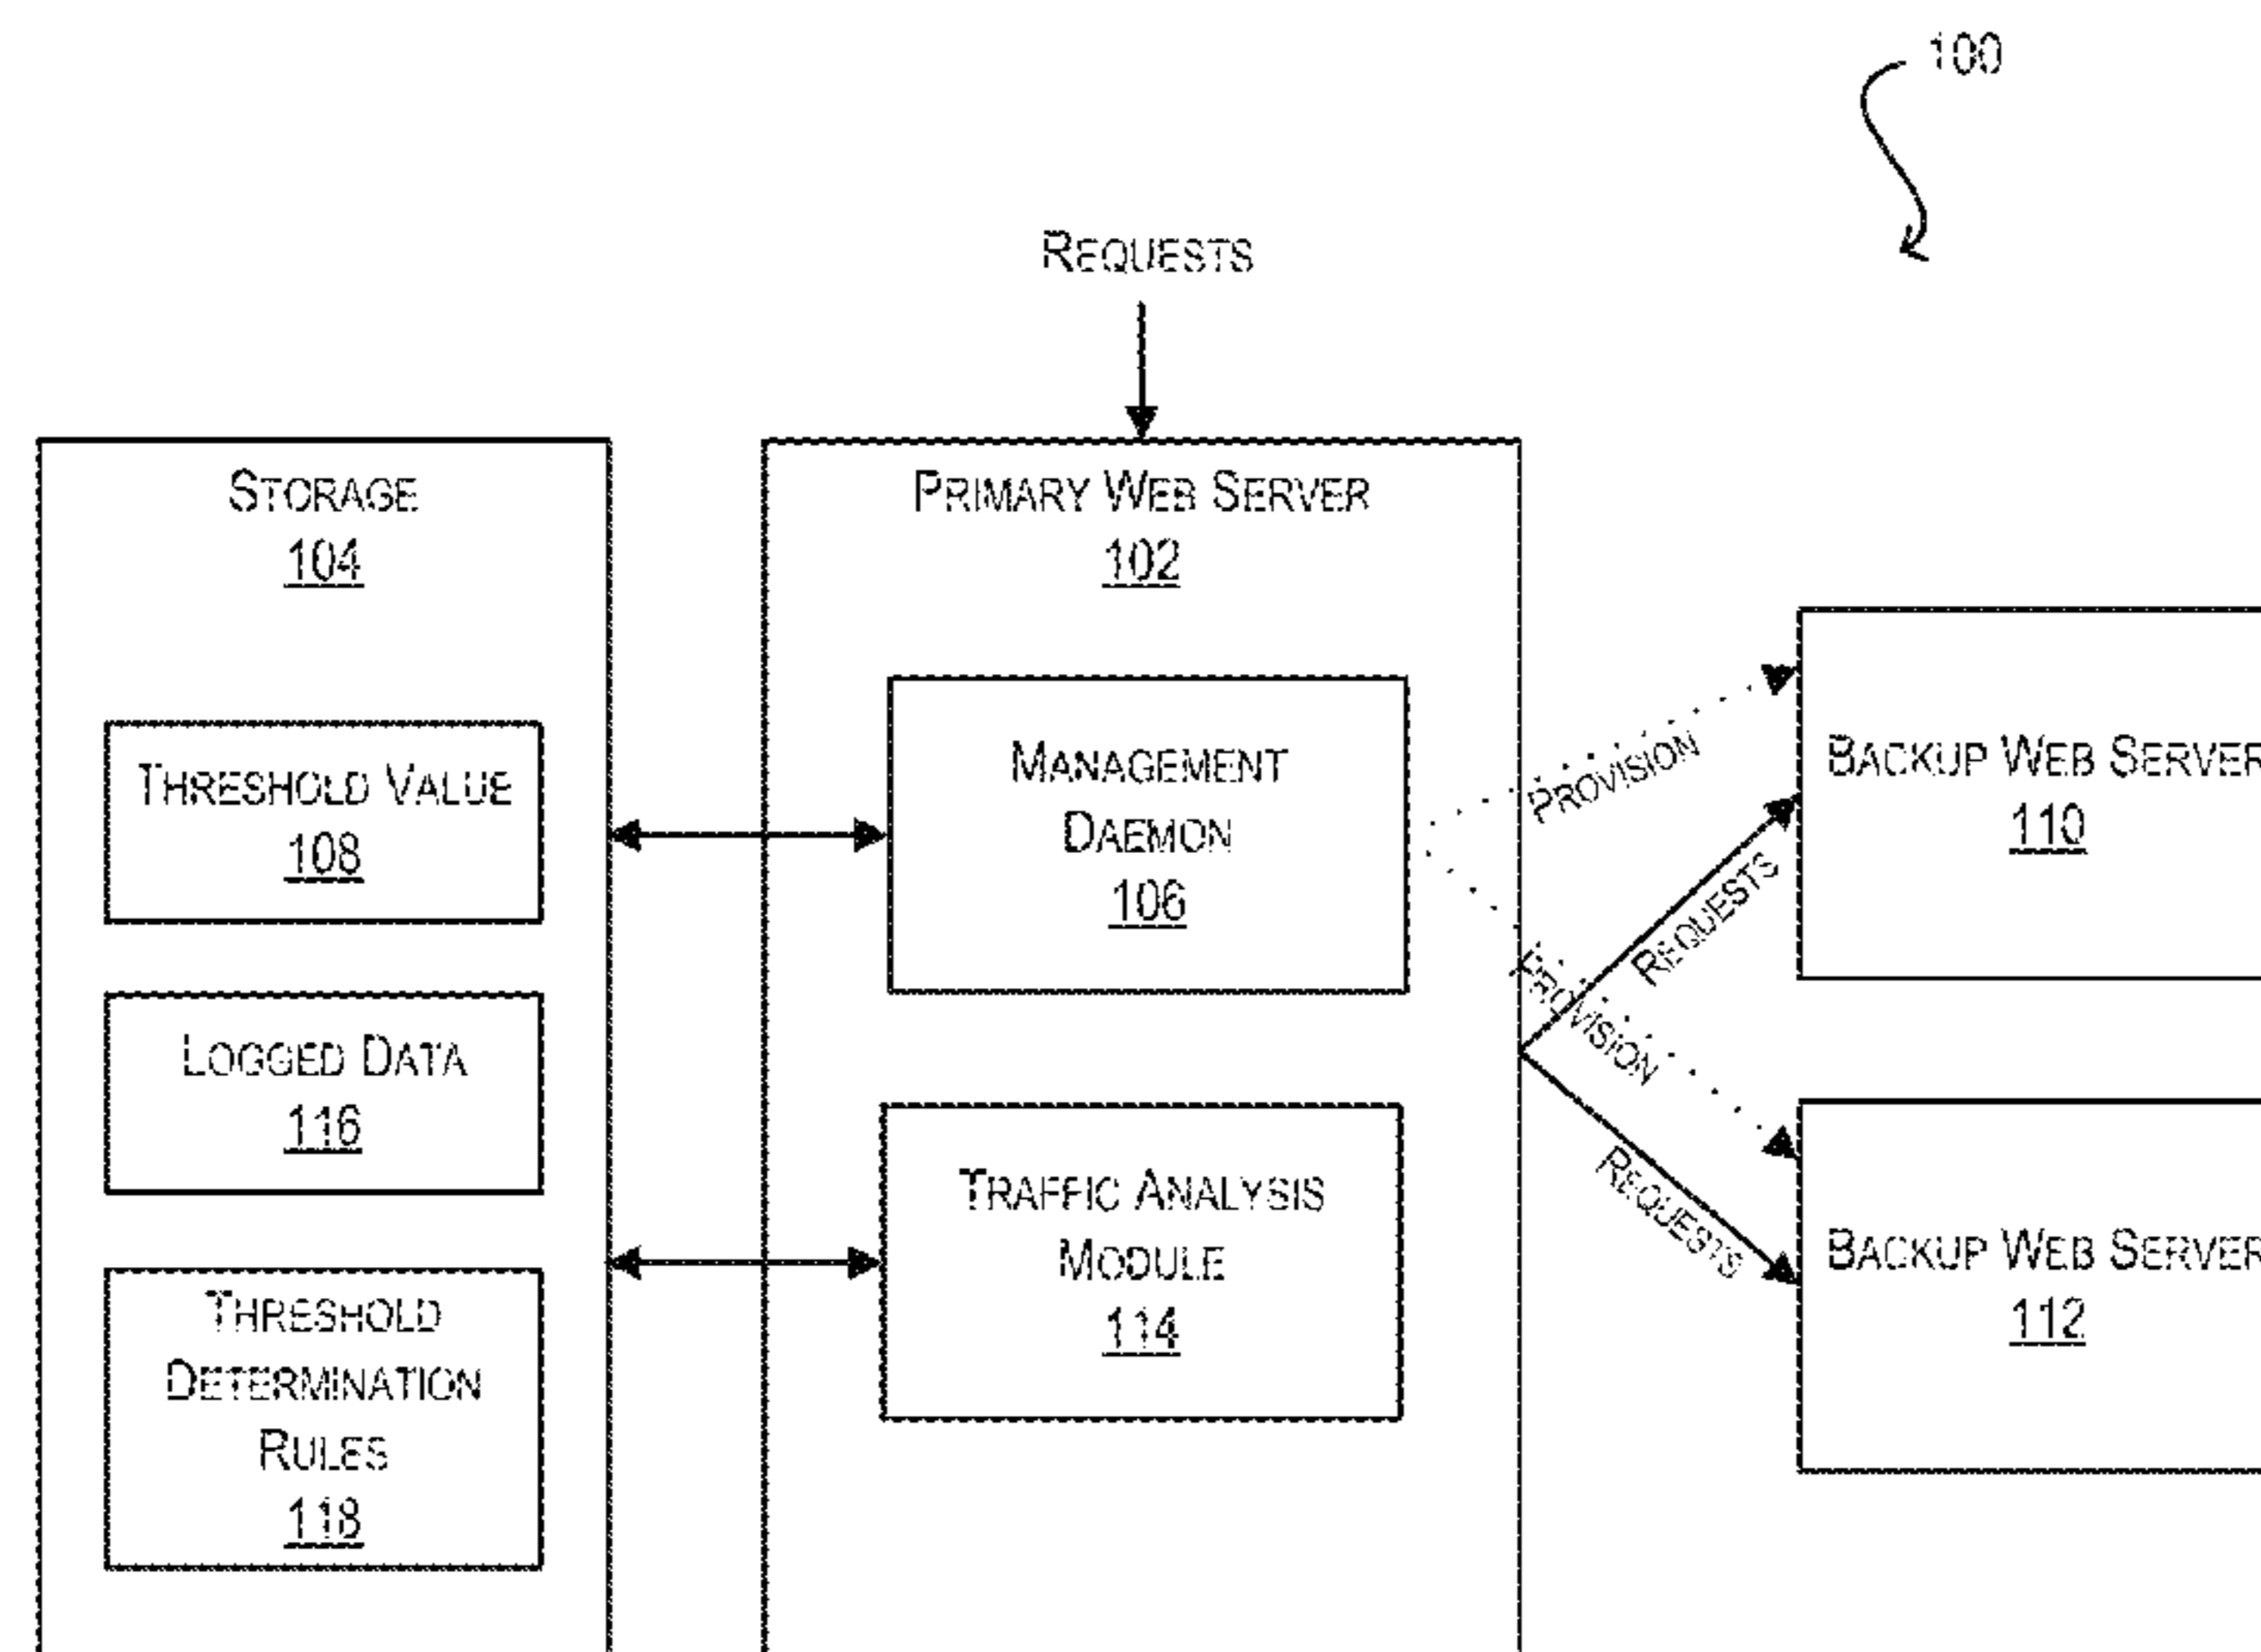 100
REQUESTS
STORAGE
104
THRESHOLD VALUE
108
LOGGED DATA
116
THRESHOLD
DETERMINATION
RULES
118
PRIMARY WEB SERVER
102
MANAGEMENT
DAEMON
106
TRAFFIC ANALYSIS
MODULE
114
PROVISION
REQUESTS
PROVISION
REQUESTS
BACKUP WEB SERVER
110
BACKUP WEB SERVER
112